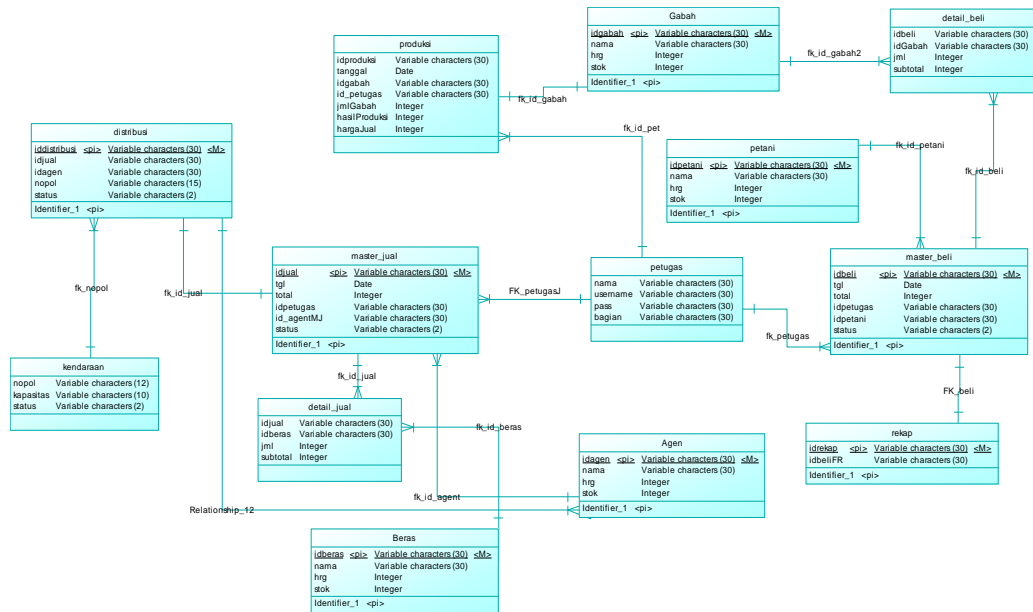 Gabah
idgabah <pi> Variable characters (30) <M>
nama Variable characters (30)
hrg Integer
stok Integer
Identifier_1 <pi>
detail_beli
idbeli Variable characters (30)
idGabah Variable characters (30)
jml Integer
subtotal Integer
fk_id_gabah2
produksi
idproduksi Variable characters (30)
tanggal Date
idgabah Variable characters (30)
id_petugas Variable characters (30)
jmlGabah Integer
hasilProduksi Integer
hargaJual Integer
fk_id_gabah
fk_id_pet
distribusi
iddistribusi <pi> Variable characters (30) <M>
idjual Variable characters (30)
idagen Variable characters (30)
nopol Variable characters (15)
status Variable characters (2)
Identifier_1 <pi>
petani
idpetani <pi> Variable characters (30) <M>
nama Variable characters (30)
hrg Integer
stok Integer
Identifier_1 <pi>
fk_id_petani
fk_id_beli
master_jual
idjual <pi> Variable characters (30) <M>
tgl Date
total Integer
idpetugas Variable characters (30)
id_agentMJ Variable characters (30)
status Variable characters (2)
Identifier_1 <pi>
petugas
nama Variable characters (30)
username Variable characters (30)
pass Variable characters (30)
bagian Variable characters (30)
master_beli
idbeli <pi> Variable characters (30) <M>
tgl Date
total Integer
idpetugas Variable characters (30)
idpetani Variable characters (30)
status Variable characters (2)
Identifier_1 <pi>
fk_nopol
fk_id_jual
FK_petugasJ
fk_petugas
kendaraan
nopol Variable characters (12)
kapasitas Variable characters (10)
status Variable characters (2)
fk_id_jual
FK_beli
detail_jual
idjual Variable characters (30)
idberas Variable characters (30)
jml Integer
subtotal Integer
fk_id_beras
Agen
idagen <pi> Variable characters (30) <M>
nama Variable characters (30)
hrg Integer
stok Integer
Identifier_1 <pi>
rekap
idrekap <pi> Variable characters (30) <M>
idbeliFR Variable characters (30)
Identifier_1 <pi>
fk_id_agent
Relationship_12
Beras
idberas <pi> Variable characters (30) <M>
nama Variable characters (30)
hrg Integer
stok Integer
Identifier_1 <pi>